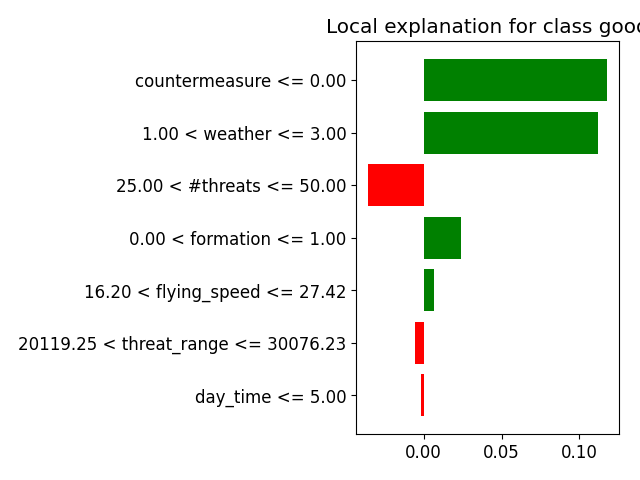 Local explanation for class good
countermeasure <= 0.00
1.00 < weather <= 3.00
25.00 < #threats <= 50.00
0.00 < formation <= 1.00
16.20 < flying_speed <= 27.42
20119.25 < threat_range <= 30076.23
day_time <= 5.00
0.00 0.05 0.10